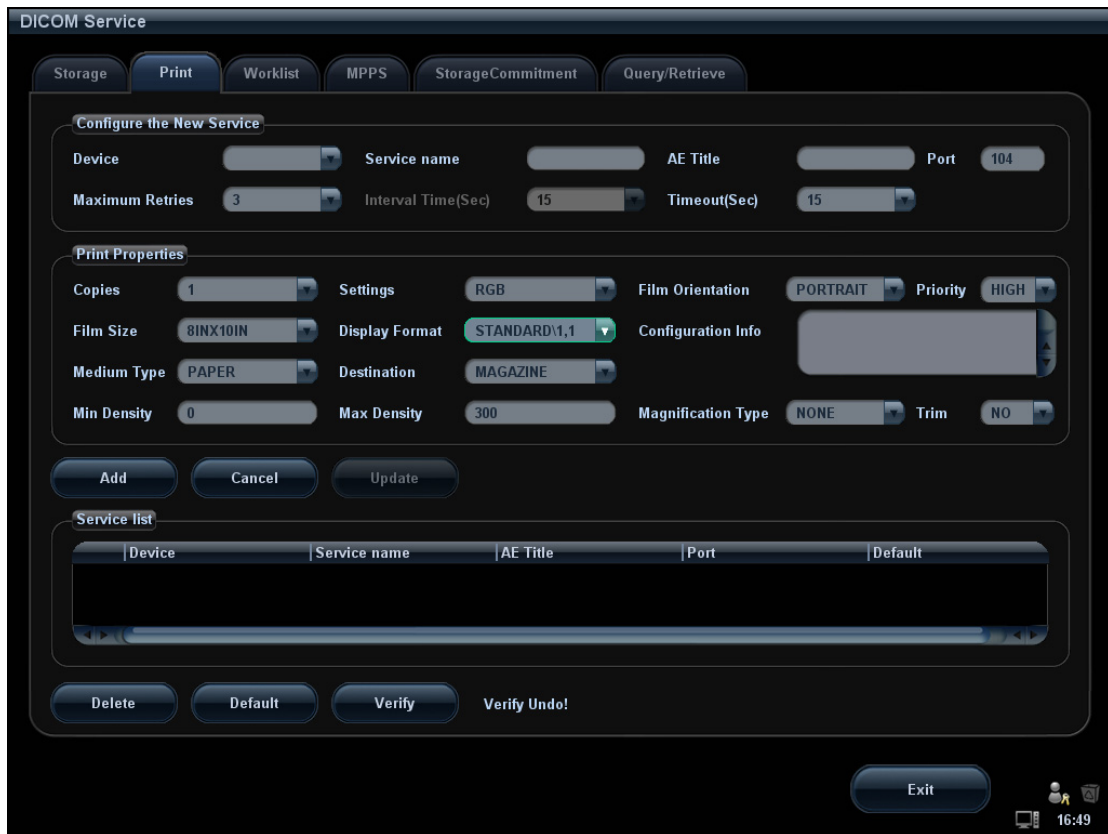 DICOM Service
Storage Print Worklist MPPS StorageCommitment Query/Retrieve
Configure the New Service
Device Service name AE Title Port 104
Maximum Retries 3 Interval Time(Sec) 15 Timeout(Sec) 15
Print Properties
Copies 1 Settings RGB Film Orientation PORTRAIT Priority HIGH
Film Size 8INX10IN Display Format STANDARD\1,1 Configuration Info
Medium Type PAPER Destination MAGAZINE
Min Density 0 Max Density 300 Magnification Type NONE Trim NO
Add Cancel Update
Service list
Device Service name AE Title Port Default
Delete Default Verify Verify Undo!
Exit
16:49